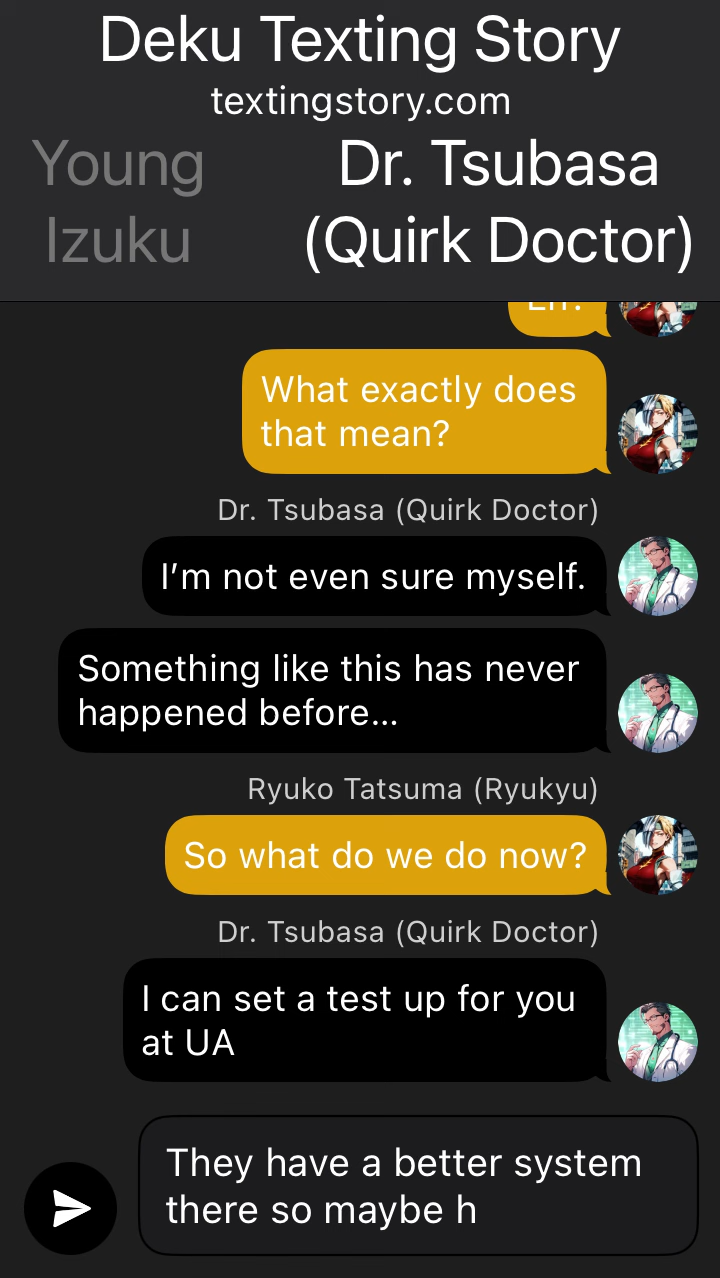 Deku Texting Story
textingstory.com
Young
Izuku
Dr. Tsubasa
(Quirk Doctor)
What exactly does
that mean?
Dr. Tsubasa (Quirk Doctor)
I’m not even sure myself.
Something like this has never
happened before...
Ryuko Tatsuma (Ryukyu)
So what do we do now?
Dr. Tsubasa (Quirk Doctor)
I can set a test up for you
at UA
They have a better system
there so maybe h